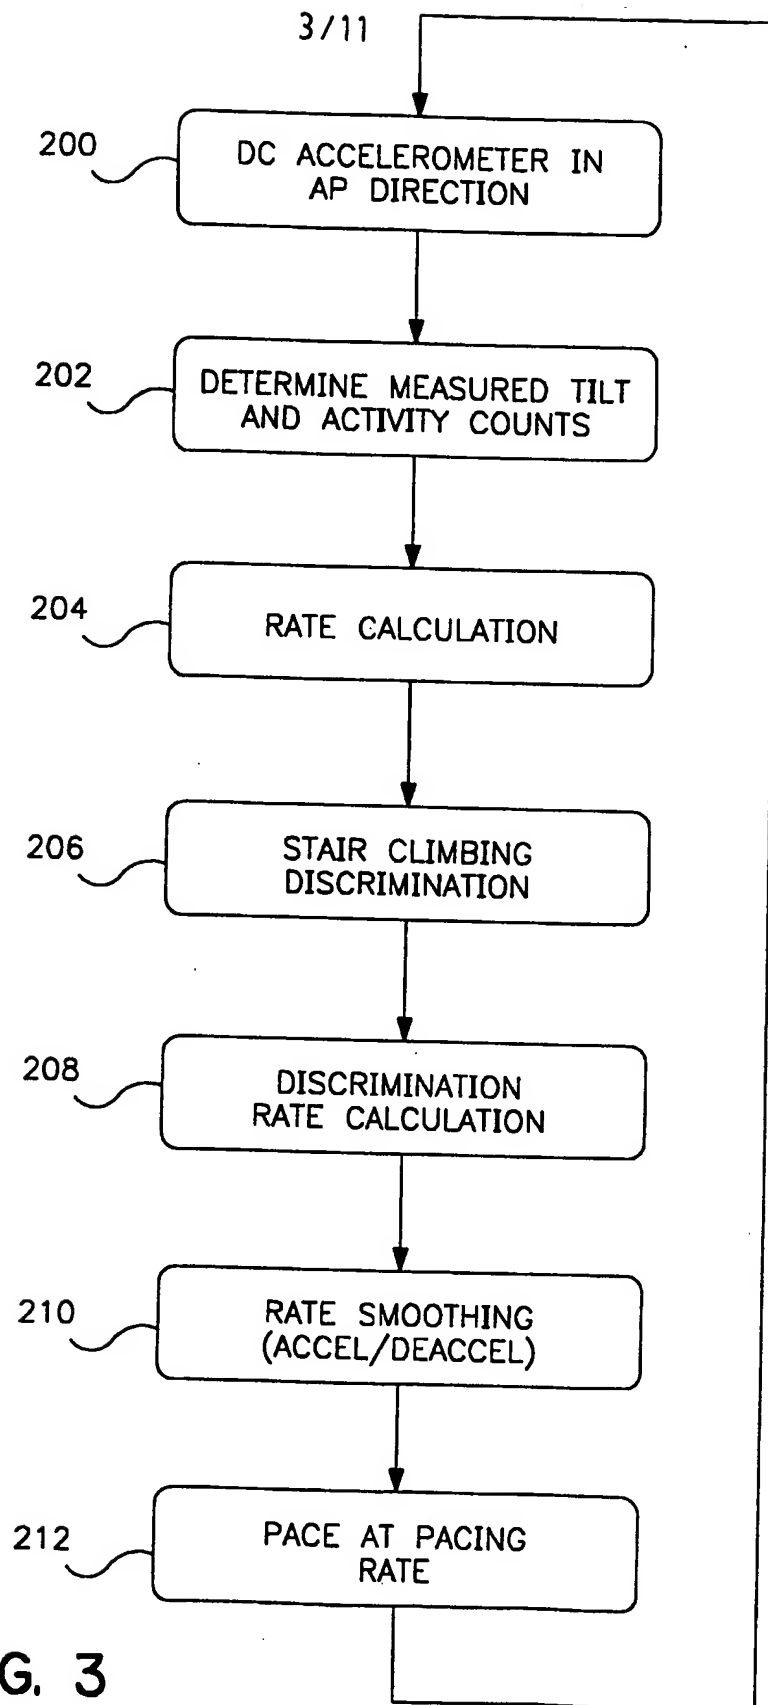 3/11
200
DC ACCELEROMETER IN
AP DIRECTION
202
DETERMINE MEASURED TILT
AND ACTIVITY COUNTS
204
RATE CALCULATION
206
STAIR CLIMBING
DISCRIMINATION
208
DISCRIMINATION
RATE CALCULATION
210
RATE SMOOTHING
(ACCEL/DEACCEL)
212
PACE AT PACING
RATE
G. 3